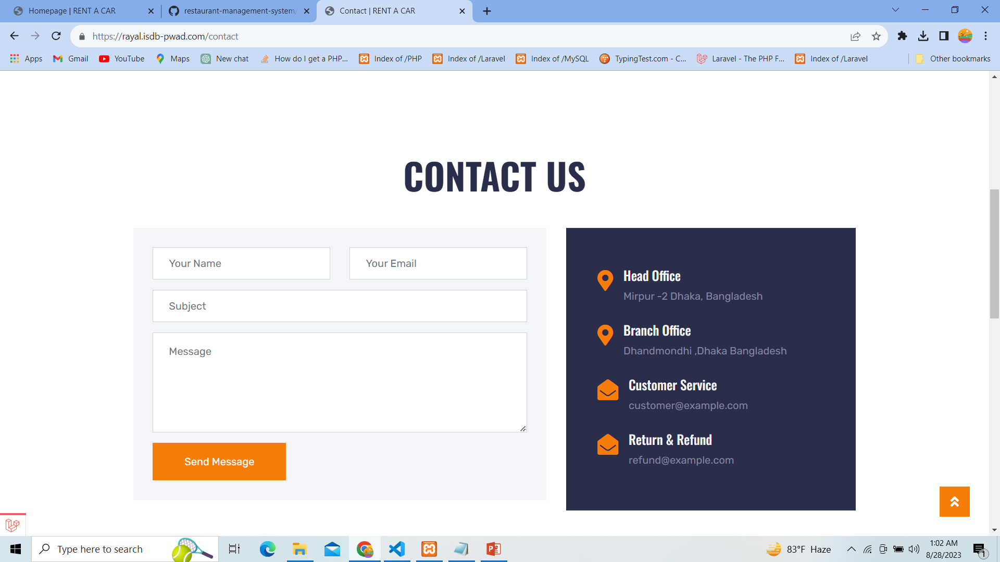 Homepage | RENT A CAR
restaurant-management-system/
Contact | RENT A CAR
https://rayal.isdb-pwad.com/contact
Apps
Gmail
YouTube
Maps
New chat
How do I get a PHP...
Index of /PHP
Index of /Laravel
Index of /MySQL
TypingTest.com - C...
Laravel - The PHP F...
Index of /Laravel
Other bookmarks
CONTACT US
Your Name
Your Email
Subject
Message
Send Message
Head Office
Mirpur -2 Dhaka, Bangladesh
Branch Office
Dhandmondhi ,Dhaka Bangladesh
Customer Service
customer@example.com
Return & Refund
refund@example.com
Type here to search
83°F Haze
1:02 AM
8/28/2023
1